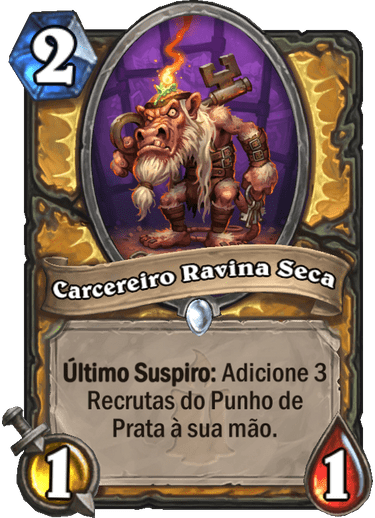 2
Carcereiro Ravina Seca
Último Suspiro: Adicione 3
Recrutas do Punho de
Prata à sua mão.
1
1